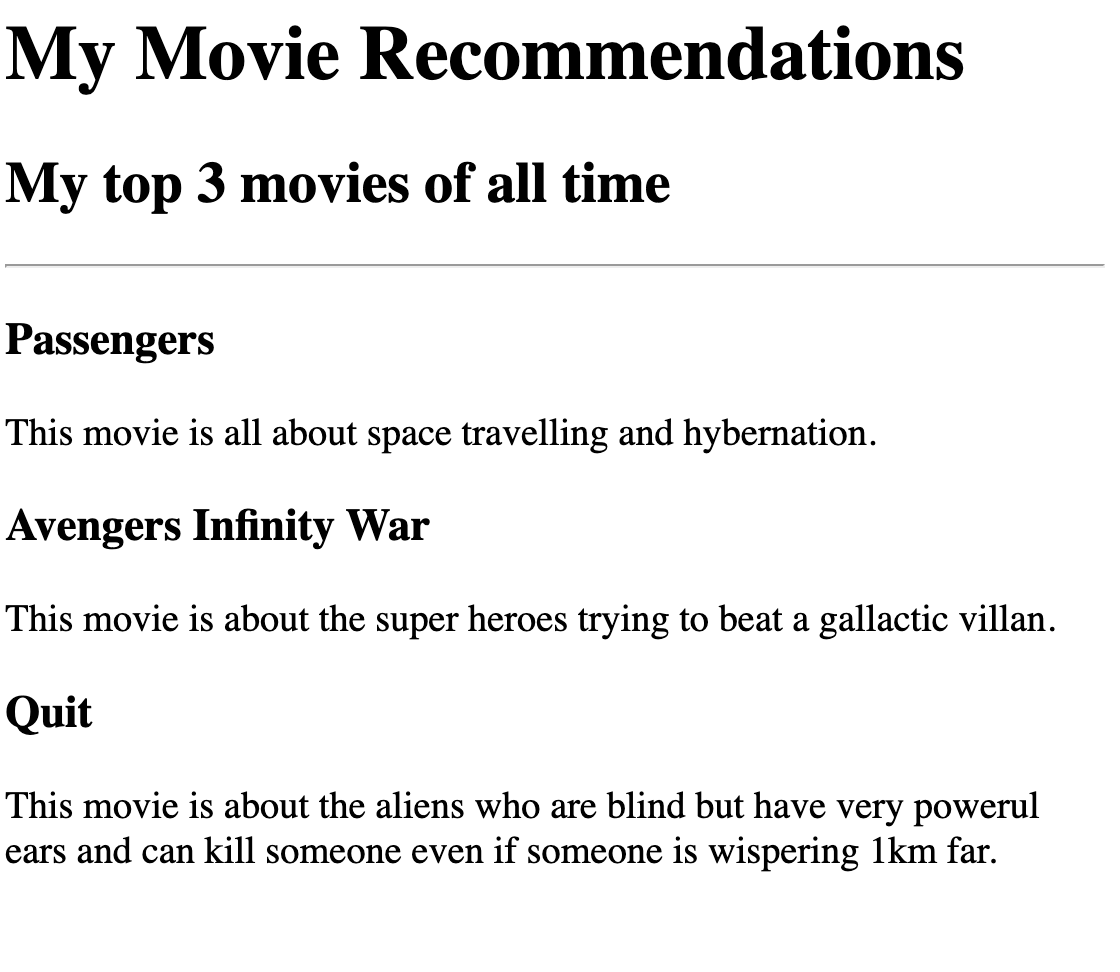 My Movie Recommendations
My top 3 movies of all time
Passengers
This movie is all about space travelling and hybernation.
Avengers Infinity War
This movie is about the super heroes trying to beat a gallactic villan.
Quit
This movie is about the aliens who are blind but have very powerul
ears and can kill someone even if someone is wispering 1km far.